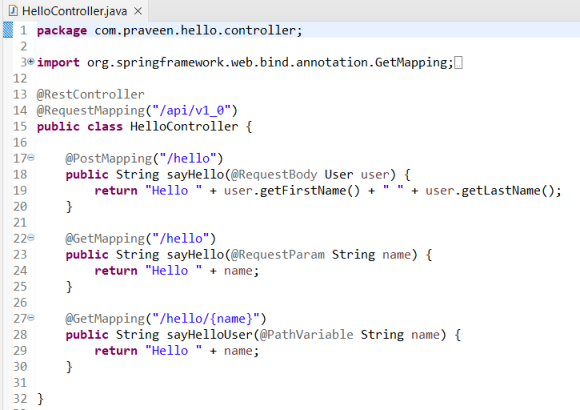 HelloController.java
1 package com.praveen.hello.controller;
2
3 import org.springframework.web.bind.annotation.GetMapping;
12
13 @RestController
14 @RequestMapping("/api/v1_0")
15 public class HelloController {
16
17 @PostMapping("/hello")
18 public String sayHello(@RequestBody User user) {
19 return "Hello " + user.getFirstName() + " " + user.getLastName();
20 }
21
22 @GetMapping("/hello")
23 public String sayHello(@RequestParam String name) {
24 return "Hello " + name;
25 }
26
27 @GetMapping("/hello/{name}")
28 public String sayHelloUser(@PathVariable String name) {
29 return "Hello " + name;
30 }
31
32 }